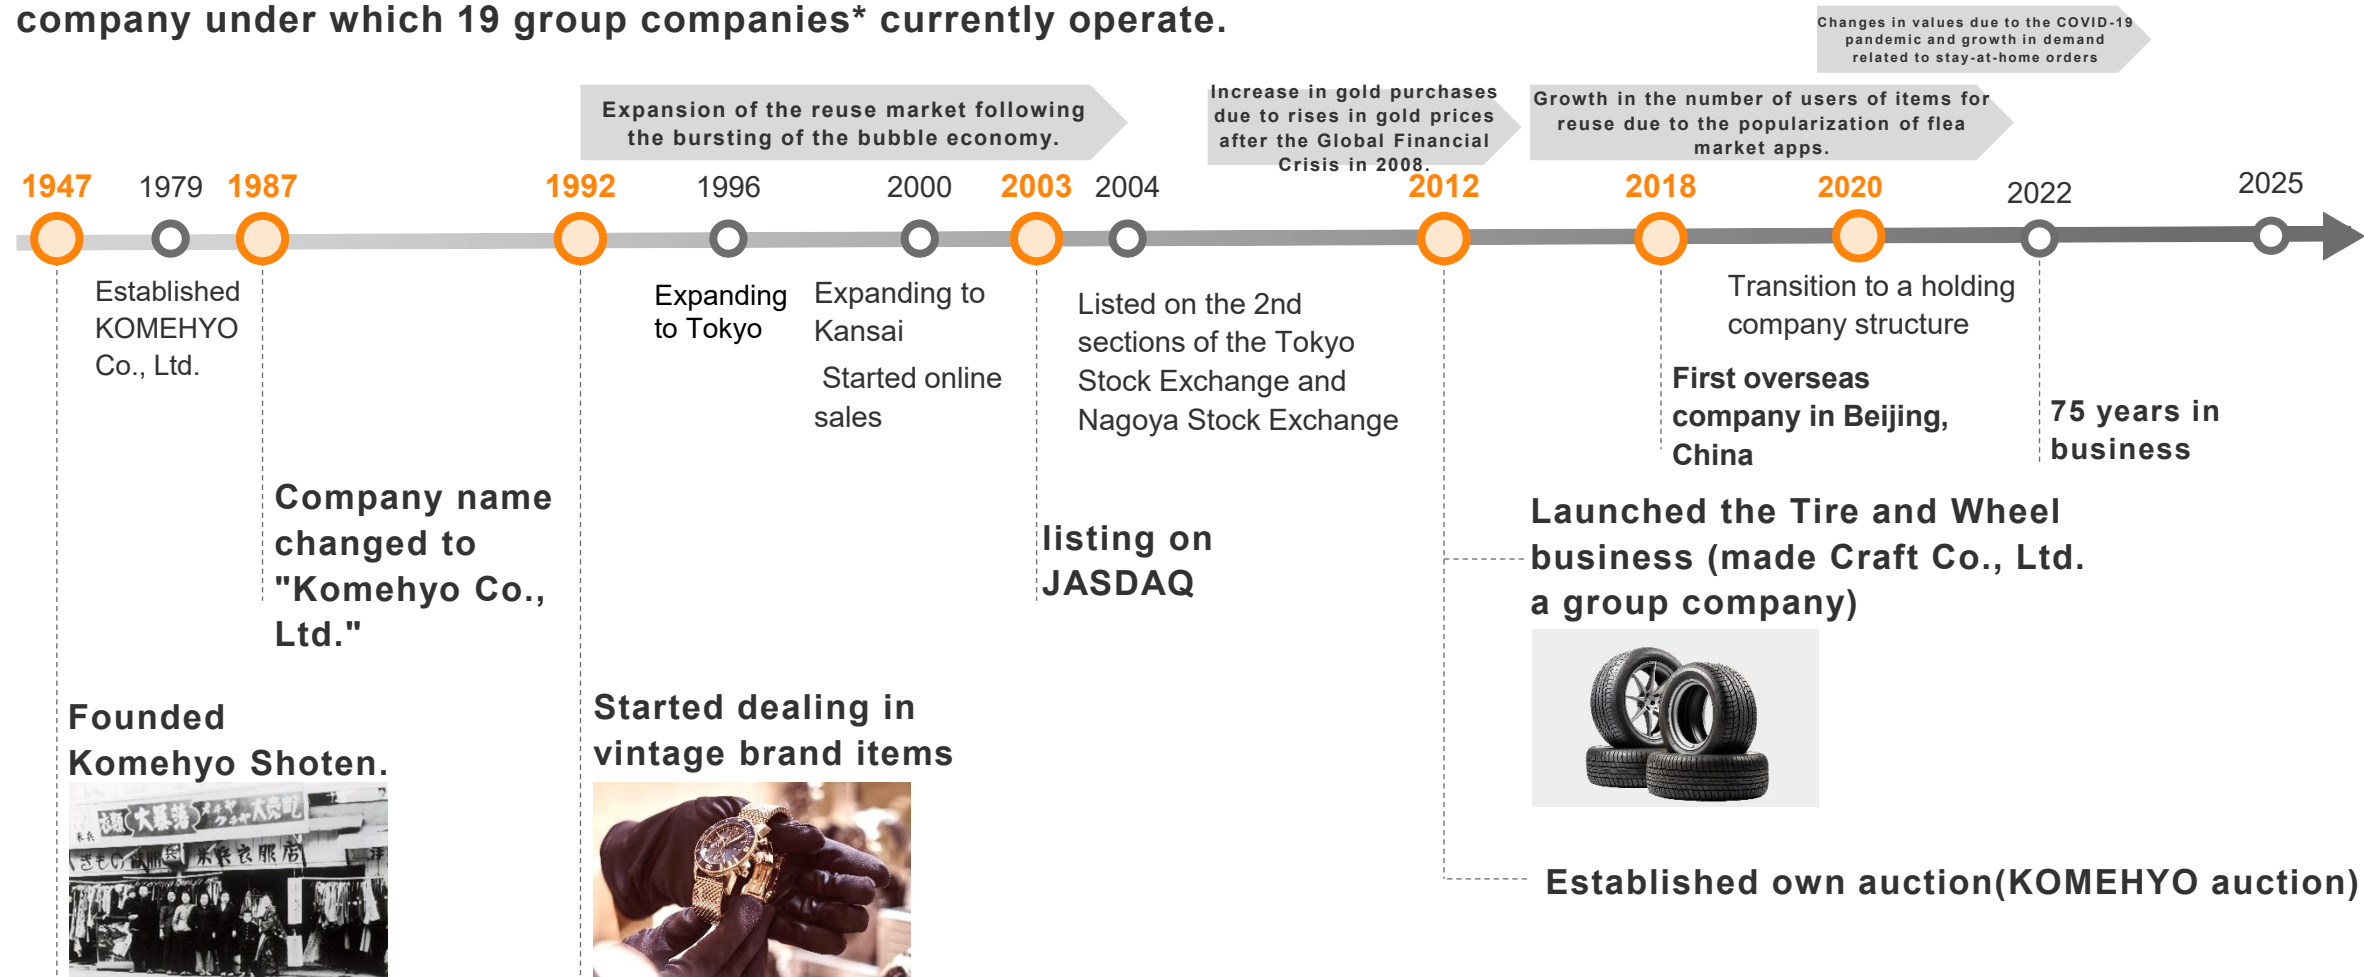 company under which 19 group companies* currently operate.
Changes in values due to the COVID-19
pandemic and growth in demand
related to stay-at-home orders
Expansion of the reuse market following
the bursting of the bubble economy.
Increase in gold purchases
due to rises in gold prices
after the Global Financial
Crisis in 2008.
Growth in the number of users of items for
reuse due to the popularization of flea
market apps.
1947
1979
1987
1992
1996
2000
2003
2004
2012
2018
2020
2022
2025
Established
KOMEHYO
Co., Ltd.
Expanding
to Tokyo
Expanding to
Kansai
Started online
sales
Listed on the 2nd
sections of the Tokyo
Stock Exchange and
Nagoya Stock Exchange
Transition to a holding
company structure
First overseas
company in Beijing,
China
75 years in
business
Company name
changed to
"Komehyo Co.,
Ltd."
listing on
JASDAQ
Launched the Tire and Wheel
business (made Craft Co., Ltd.
a group company)
Founded
Komehyo Shoten.
Started dealing in
vintage brand items
Established own auction(KOMEHYO auction)
大暴落
米兵衣服店